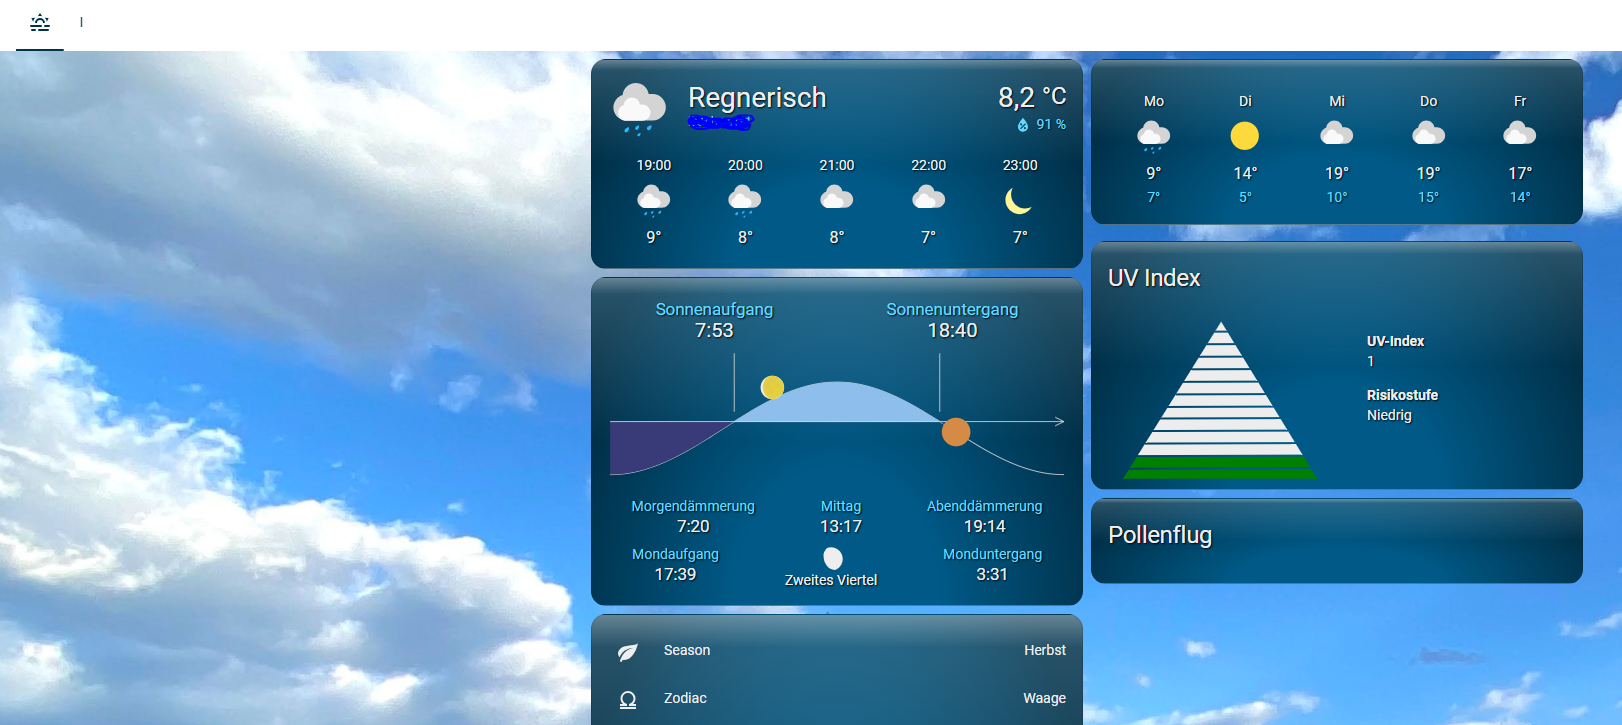 I
Regnerisch
8,2 °C
91 %
19:00 20:00 21:00 22:00 23:00
9° 8° 8° 7° 7°
Sonnenaufgang Sonnenuntergang
7:53 18:40
Morgendämmerung Mittag Abenddämmerung
7:20 13:17 19:14
Mondaufgang Monduntergang
17:39 Zweites Viertel 3:31
Season Herbst
Zodiac Waage
Mo Di Mi Do Fr
9° 14° 19° 19° 17°
7° 5° 10° 15° 14°
UV Index
UV-Index
1
Risikostufe
Niedrig
Pollenflug